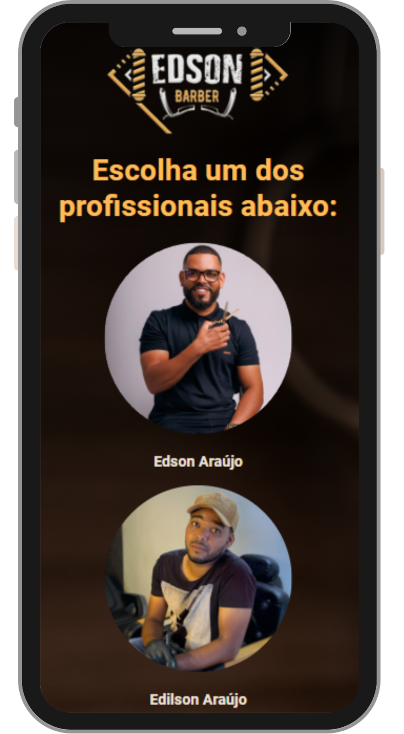 EDSON
BARBER
Escolha um dos
profissionais abaixo:
Edson Araújo
Edilson Araújo